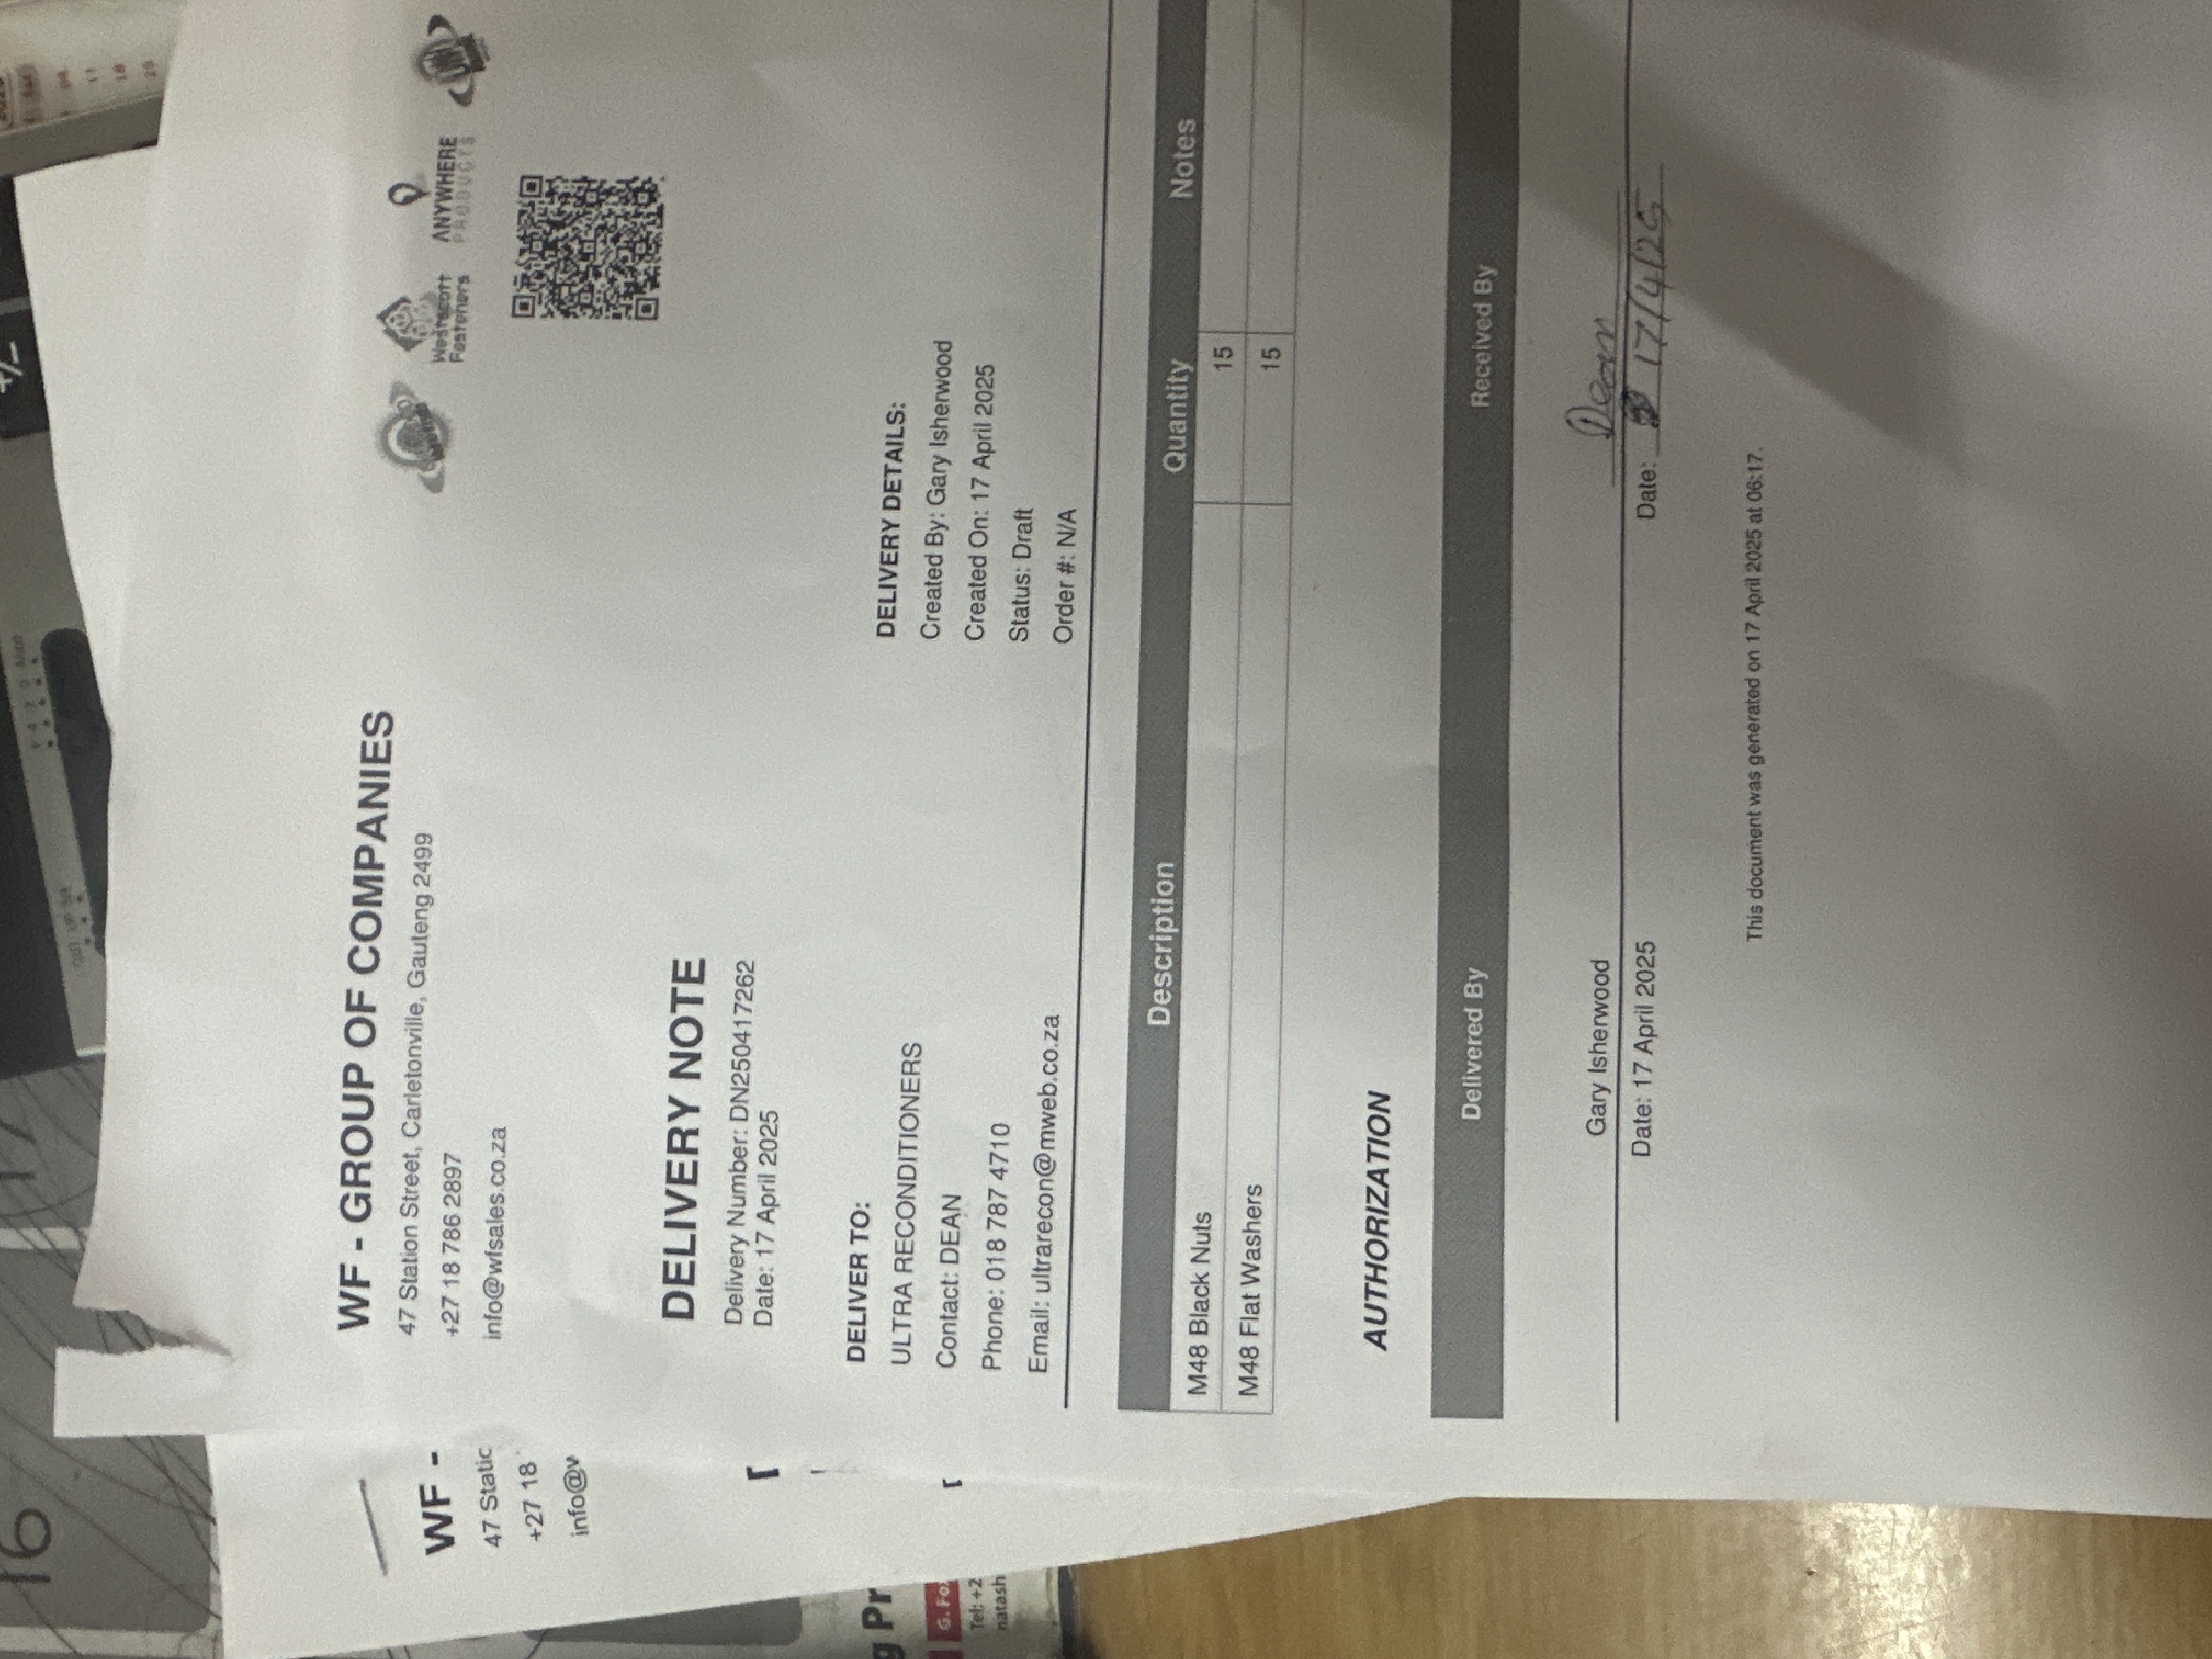 16
17
WF - GROUP OF COMPANIES
47 Station Street, Carletonville, Gauteng 2499
+27 18 786 2897
info@wfsales.co.za
Westscott
Fasteners
ANYWHERE
PRODUCTS
WF -
47 Static
+27 18
info@w
DELIVERY NOTE
Delivery Number: DN250417262
Date: 17 April 2025
g Pr
G. Fo
Tel: +2
natash
DELIVER TO:
ULTRA RECONDITIONERS
Contact: DEAN
Phone: 018 787 4710
Email: ultrarecon@mweb.co.za
DELIVERY DETAILS:
Created By: Gary Isherwood
Created On: 17 April 2025
Status: Draft
Order #: N/A
Description Quantity Notes
M48 Black Nuts 15
M48 Flat Washers 15
AUTHORIZATION
Delivered By Received By
Gary Isherwood Dean
Date: 17 April 2025 Date: 17/4/25
This document was generated on 17 April 2025 at 06:17.